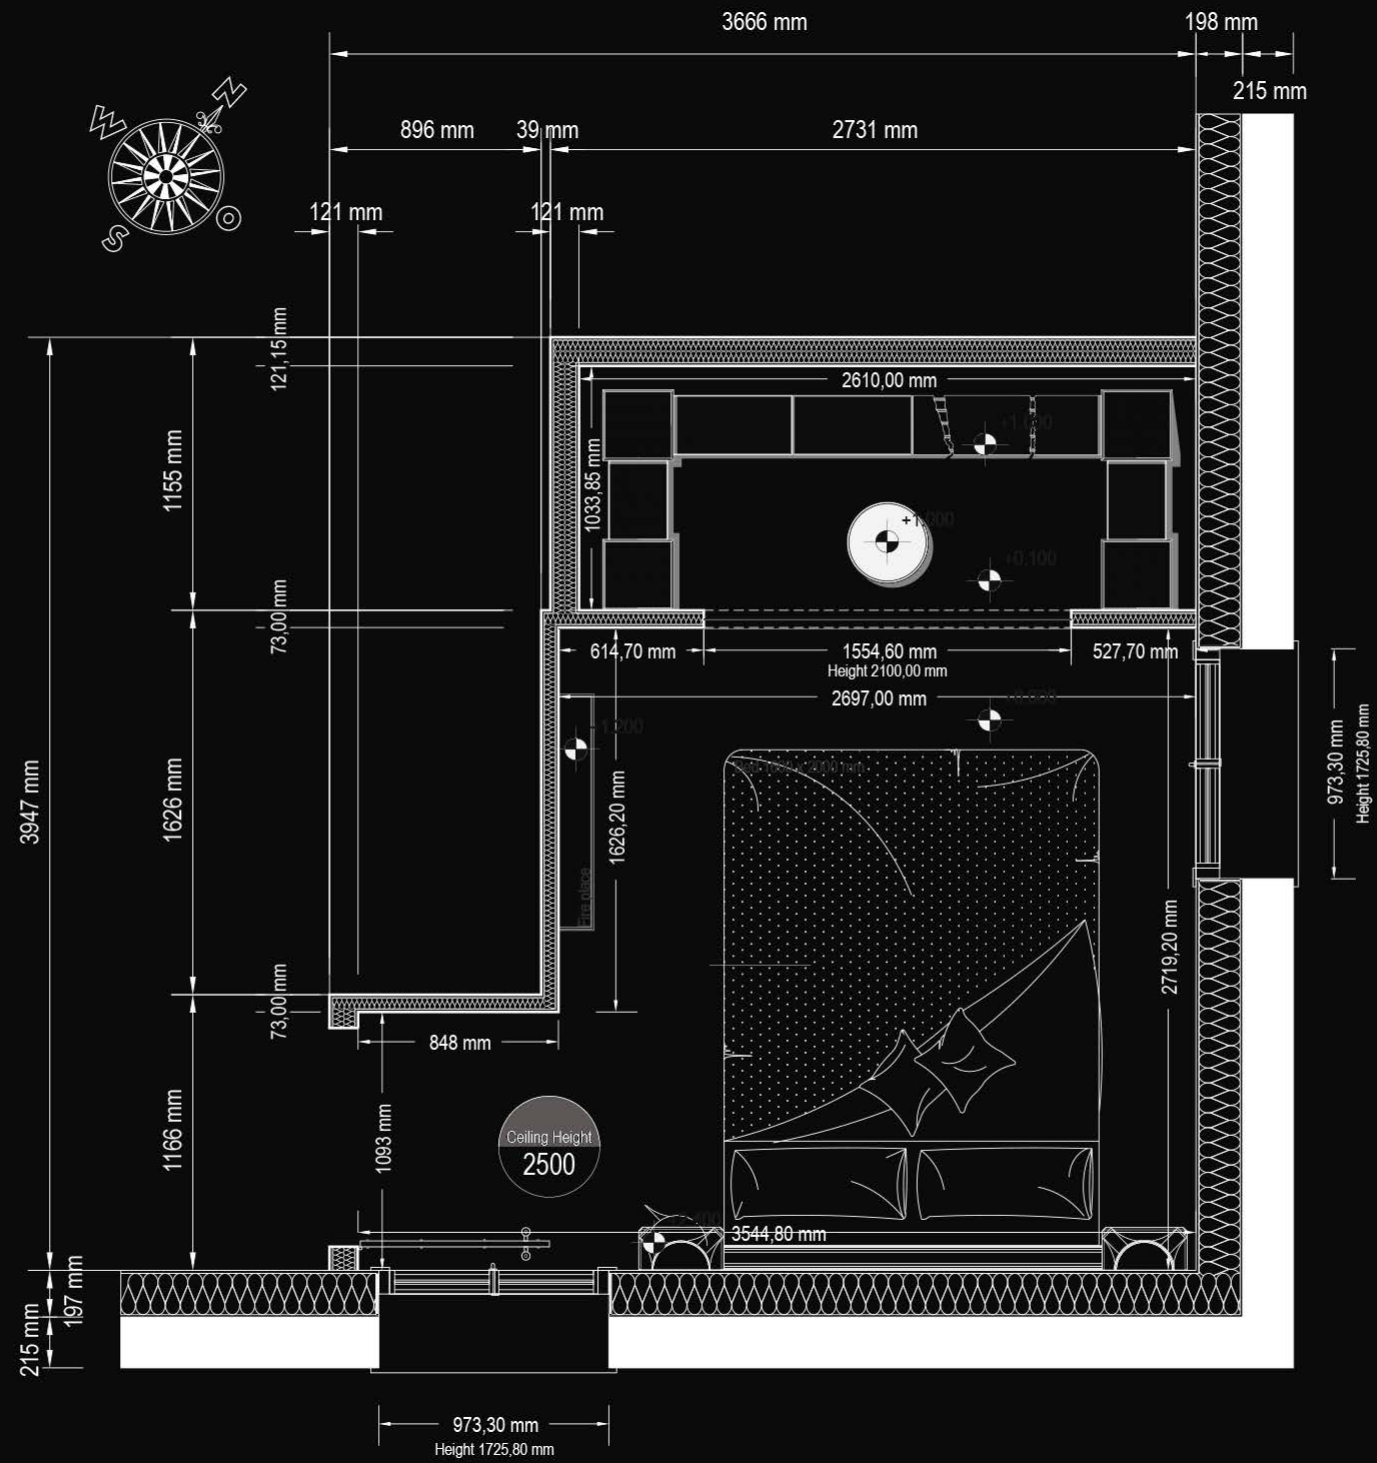 3666 mm
198 mm
215 mm
N
W
896 mm
39 mm
2731 mm
121 mm
121 mm
O
S
121,15 mm
2610,00 mm
+1.000
1155 mm
1033,85 mm
+1.000
+0.100
73,00 mm
614,70 mm
1554,60 mm
527,70 mm
Height 2100,00 mm
2697,00 mm
973,30 mm
Height 1725,80 mm
3947 mm
1626 mm
1626,20 mm
Fire place
2719,20 mm
73,00 mm
848 mm
1166 mm
1093 mm
Ceiling Height
2500
3544,80 mm
197 mm
215 mm
973,30 mm
Height 1725,80 mm